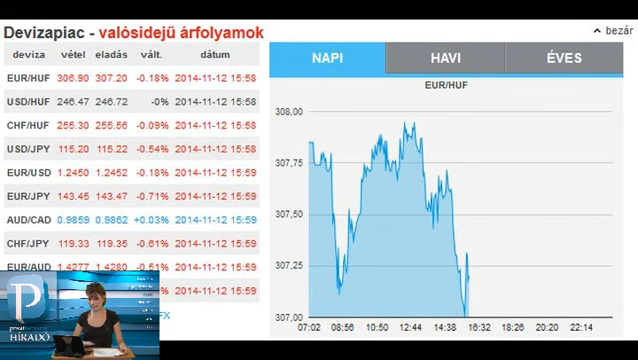 Devizapiac - valósidejű árfolyamok
bezár
deviza vétel eladás vált. dátum
EUR/HUF 306.90 307.20 -0.18% 2014-11-12 15:58
USD/HUF 246.47 246.72 -0% 2014-11-12 15:58
CHF/HUF 255.30 255.56 -0.09% 2014-11-12 15:58
USD/JPY 115.20 115.22 -0.54% 2014-11-12 15:58
EUR/USD 1.2450 1.2452 -0.18% 2014-11-12 15:59
EUR/JPY 143.45 143.47 -0.71% 2014-11-12 15:59
AUD/CAD 0.9859 0.9862 +0.03% 2014-11-12 15:59
CHF/JPY 119.33 119.35 -0.61% 2014-11-12 15:59
EUR/AUD 1.4277 1.4280 -0.51% 2014-11-12 15:59
% 2014-11-12 15:59
FX
NAPI HAVI ÉVES
EUR/HUF
308,00
307,75
307,50
307,25
307,00
07:02 08:56 10:50 12:44 14:38 16:32 18:26 20:20 22:14
P
HÍRAIXI